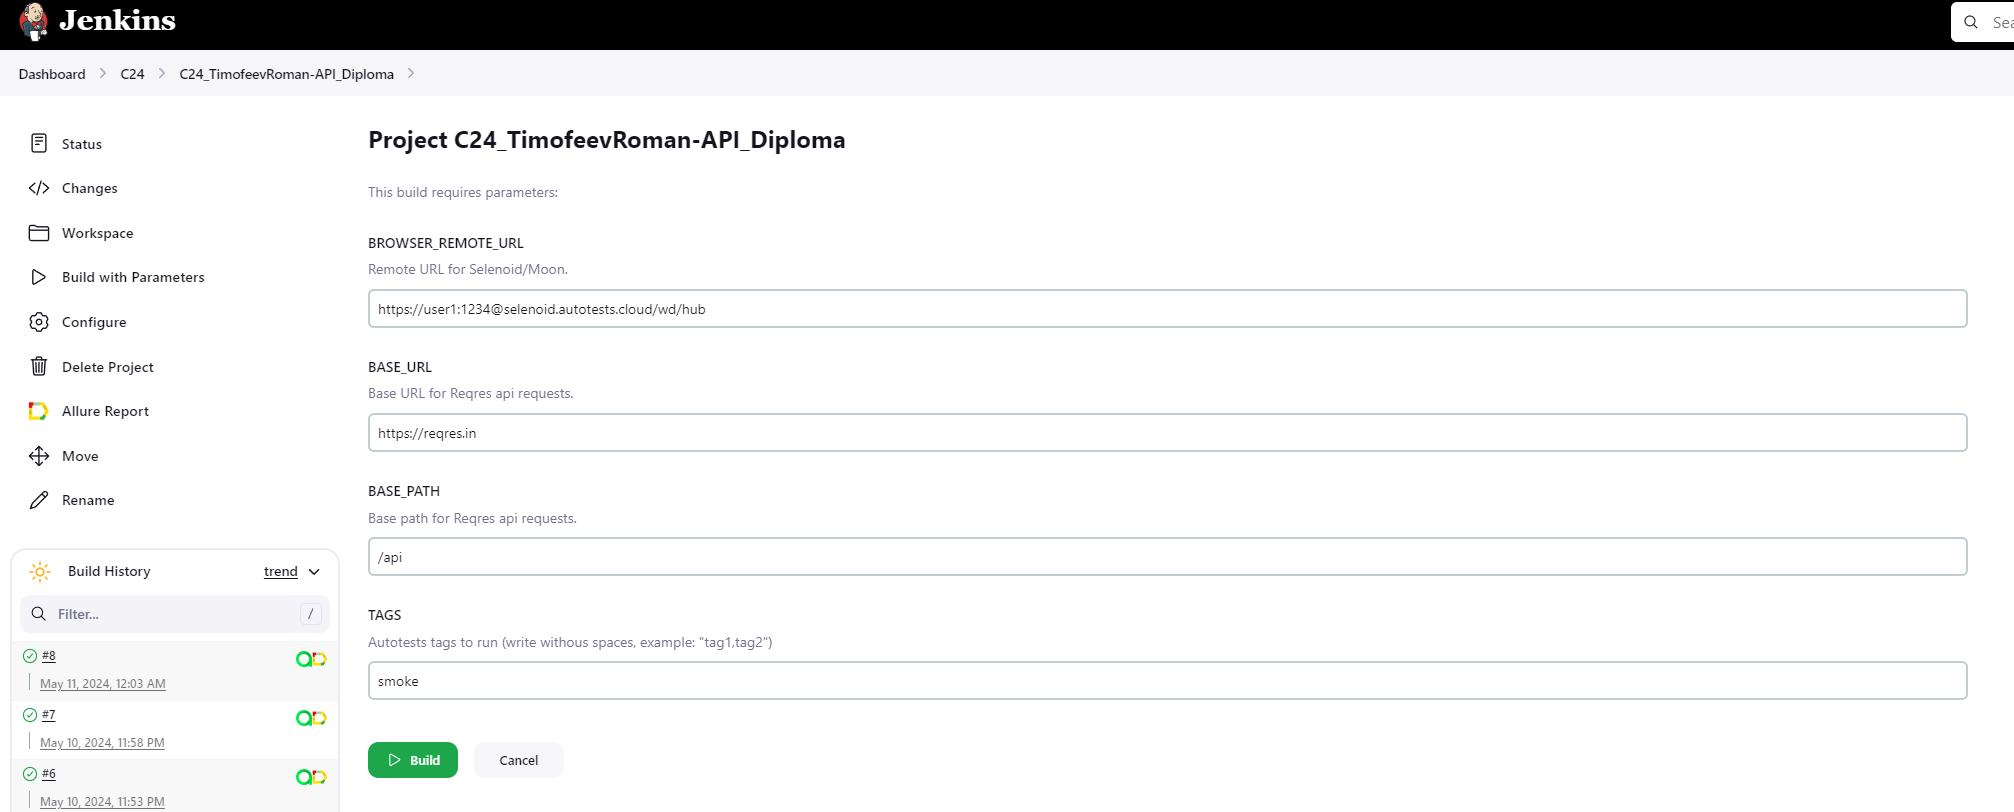 Jenkins
Sea
Dashboard > C24 > C24_TimofeevRoman-API_Diploma >
Status
Changes
Workspace
Build with Parameters
Configure
Delete Project
Allure Report
Move
Rename
Build History
trend
Filter...
/
#8
May 11, 2024, 12:03 AM
#7
May 10, 2024, 11:58 PM
#6
May 10, 2024, 11:53 PM
Project C24_TimofeevRoman-API_Diploma
This build requires parameters:
BROWSER_REMOTE_URL
Remote URL for Selenoid/Moon.
https://user1:1234@selenoid.autotests.cloud/wd/hub
BASE_URL
Base URL for Reqres api requests.
https://reqres.in
BASE_PATH
Base path for Reqres api requests.
/api
TAGS
Autotests tags to run (write withous spaces, example: "tag1,tag2")
smoke
Build
Cancel